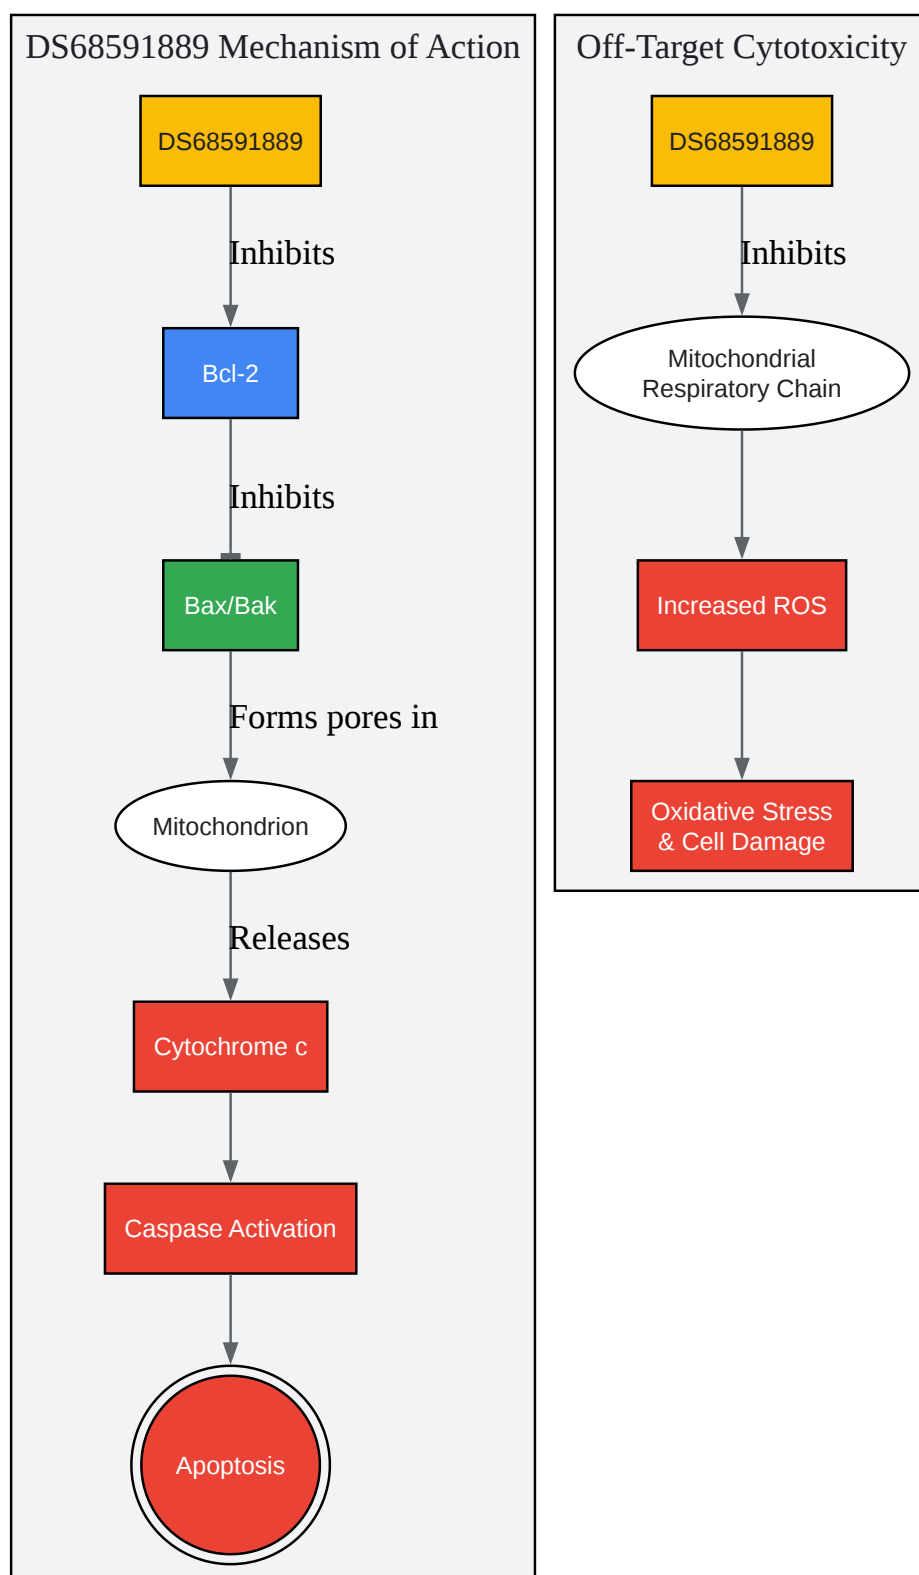 DS68591889 Mechanism of Action
DS68591889
Inhibits
Bcl-2
Inhibits
Bax/Bak
Forms pores in
Mitochondrion
Releases
Cytochrome c
Caspase Activation
Apoptosis
Off-Target Cytotoxicity
DS68591889
Inhibits
Mitochondrial
Respiratory Chain
Increased ROS
Oxidative Stress
& Cell Damage